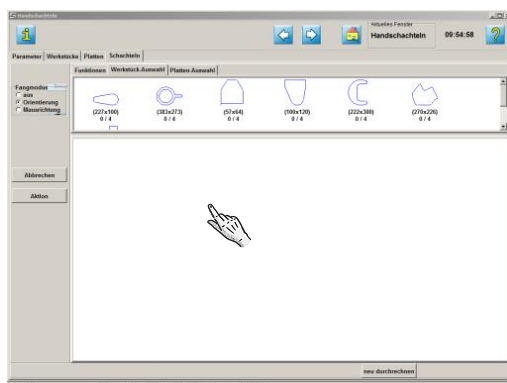 Handschachteln
Aktuelles Fenster
Handschachteln
09:54:58
Parameter Werkstücke Platten Schachteln
Funktionen Werkstück-Auswahl Platten-Auswahl
Fangmodus
aus
Orientierung
Mausrichtung
(227x100)
0 / 4
(383x273)
0 / 4
(57x64)
0 / 4
(100x120)
0 / 4
(222x300)
0 / 4
(270x226)
0 / 4
Abbrechen
Aktion
neu durchrechnen